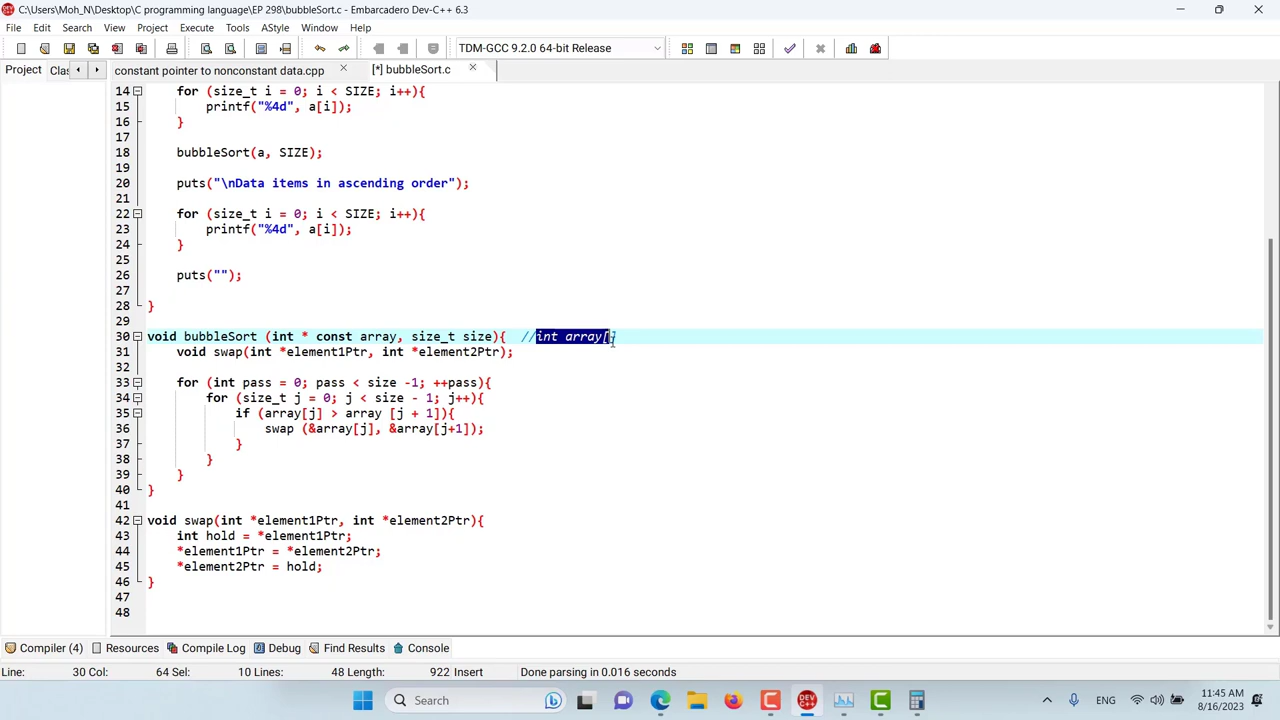 C:\Users\Moh_N\Desktop\C programming language\EP 298\bubbleSort.c - Embarcadero Dev-C++ 6.3
File Edit Search View Project Execute Tools AStyle Window Help
TDM-GCC 9.2.0 64-bit Release
Project Clas constant pointer to nonconstant data.cpp [*] bubbleSort.c
14 for (size_t i = 0; i < SIZE; i++){
15 printf("%4d", a[i]);
16 }
17
18 bubbleSort(a, SIZE);
19
20 puts("\nData items in ascending order");
21
22 for (size_t i = 0; i < SIZE; i++){
23 printf("%4d", a[i]);
24 }
25
26 puts("");
27
28 }
29
30 void bubbleSort (int * const array, size_t size){ //int array[]
31 void swap(int *element1Ptr, int *element2Ptr);
32
33 for (int pass = 0; pass < size -1; ++pass){
34 for (size_t j = 0; j < size - 1; j++){
35 if (array[j] > array [j + 1]){
36 swap (&array[j], &array[j+1]);
37 }
38 }
39 }
40 }
41
42 void swap(int *element1Ptr, int *element2Ptr){
43 int hold = *element1Ptr;
44 *element1Ptr = *element2Ptr;
45 *element2Ptr = hold;
46 }
47
48
Compiler (4) Resources Compile Log Debug Find Results Console
Line: 30 Col: 64 Sel: 10 Lines: 48 Length: 922 Insert Done parsing in 0.016 seconds
Search DEV C++ ENG 11:45 AM
8/16/2023